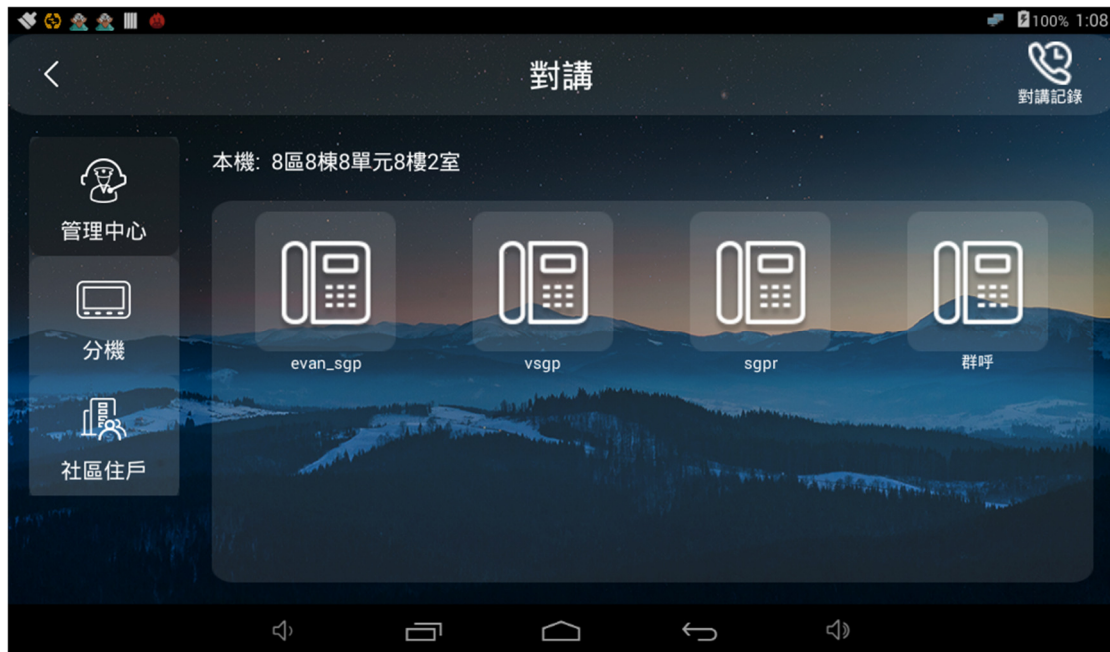 100% 1:08
對講
對講記錄
本機: 8區8棟8單元8樓2室
管理中心
分機
社區住戶
evan_sgp
vsgp
sgpr
群呼